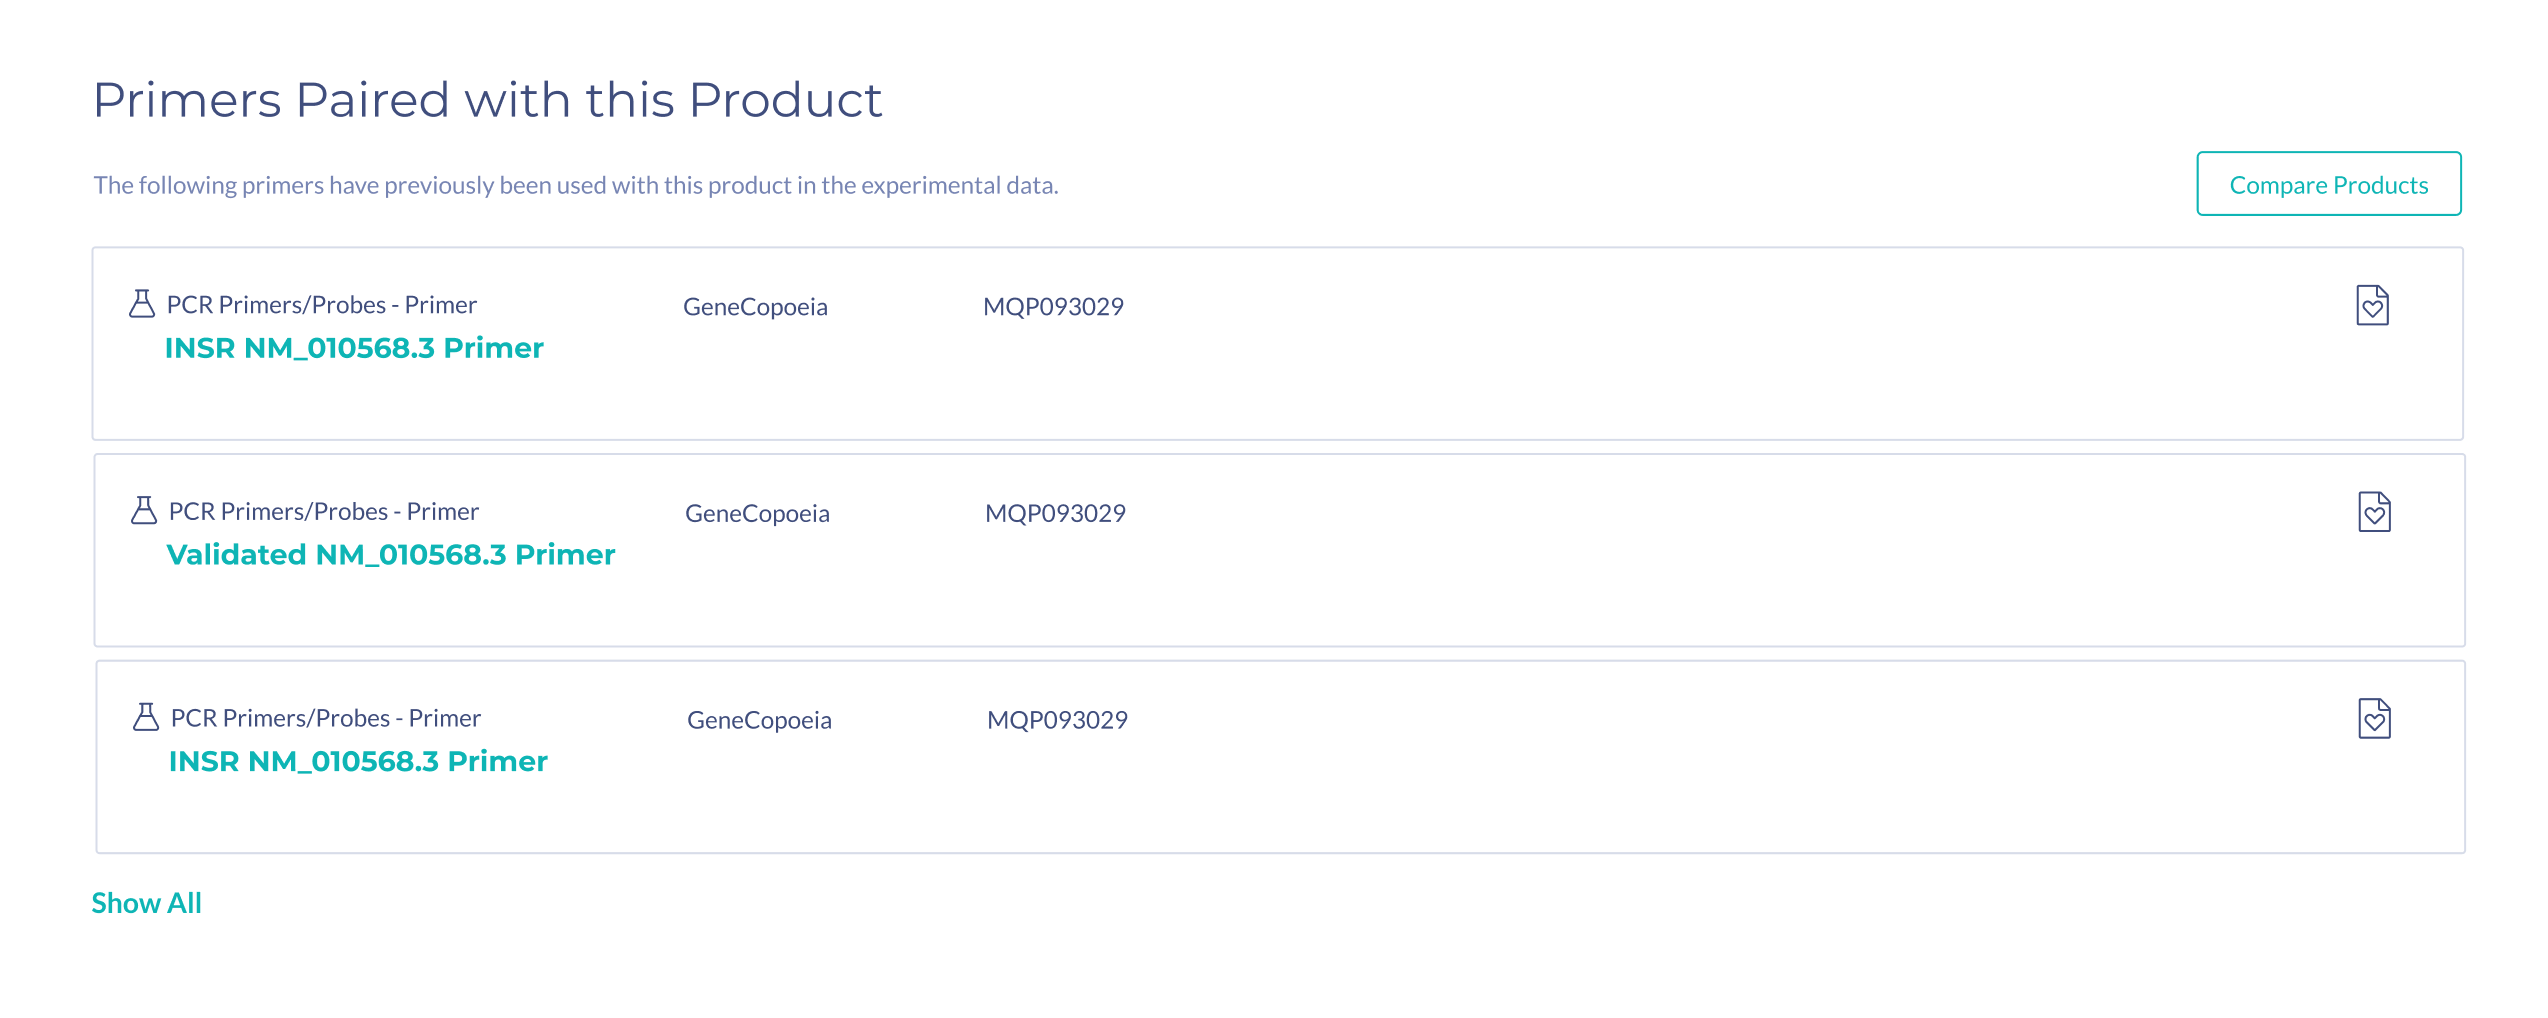 Primers Paired with this Product
The following primers have previously been used with this product in the experimental data.
Compare Products
PCR Primers/Probes - Primer GeneCopoeia MQP093029
INSR NM_010568.3 Primer
PCR Primers/Probes - Primer GeneCopoeia MQP093029
Validated NM_010568.3 Primer
PCR Primers/Probes - Primer GeneCopoeia MQP093029
INSR NM_010568.3 Primer
Show All